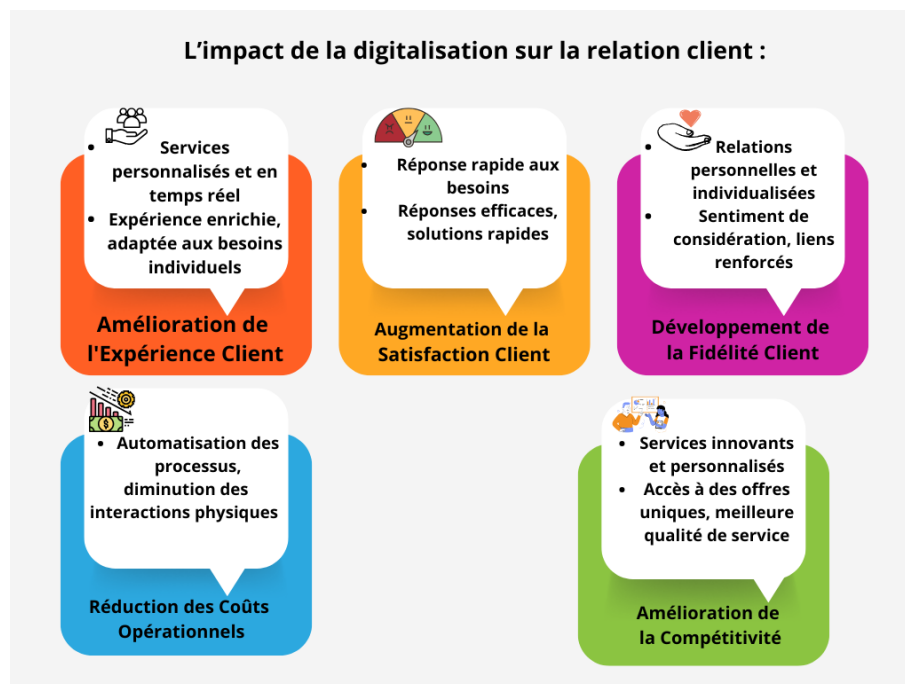 L’impact de la digitalisation sur la relation client :
• Services
personnalisés et en
temps réel
• Expérience enrichie,
adaptée aux besoins
individuels
Amélioration de
l'Expérience Client
• Réponse rapide aux
besoins
• Réponses efficaces,
solutions rapides
Augmentation de la
Satisfaction Client
• Relations
personnelles et
individualisées
• Sentiment de
considération, liens
renforcés
Développement de
la Fidélité Client
• Automatisation des
processus,
diminution des
interactions physiques
Réduction des Coûts
Opérationnels
• Services innovants
et personnalisés
• Accès à des offres
uniques, meilleure
qualité de service
Amélioration de
la Compétitivité